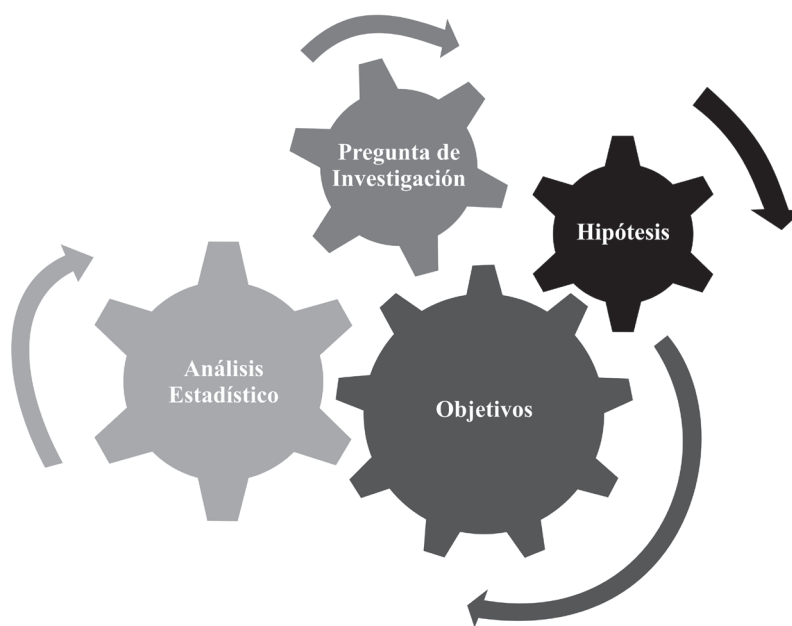 Pregunta de
Investigación
Hipótesis
Análisis
Estadístico
Objetivos